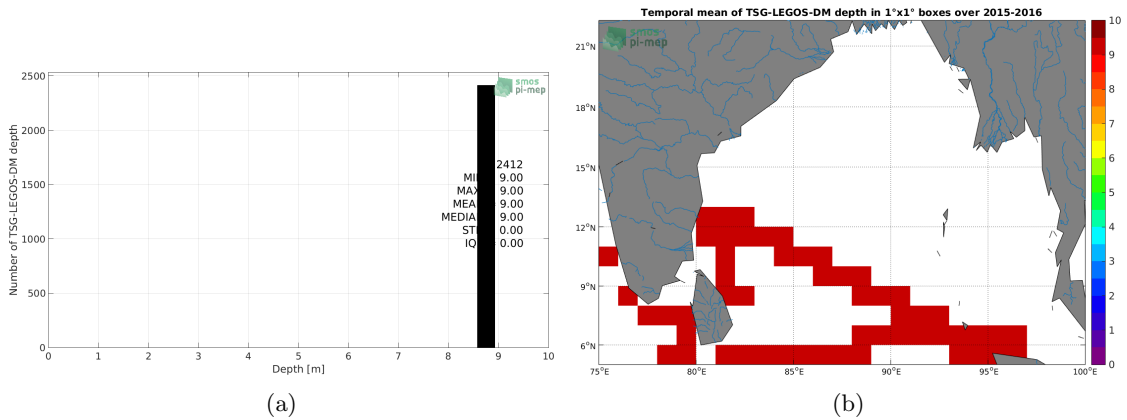 2500
2000
1500
1000
500
0
Number of TSG-LEGOS-DM depth
smos
pi-mep
2412
9.00
9.00
9.00
MEDIAN 9.00
0.00
0.00
0 1 2 3 4 5 6 7 8 9 10
Depth [m]
(a)
Temporal mean of TSG-LEGOS-DM depth in 1°x1° boxes over 2015-2016
smos
pi-mep
21°N
18°N
15°N
12°N
9°N
6°N
75°E 80°E 85°E 90°E 95°E 100°E
10
9
8
7
6
5
4
3
2
1
0
(b)